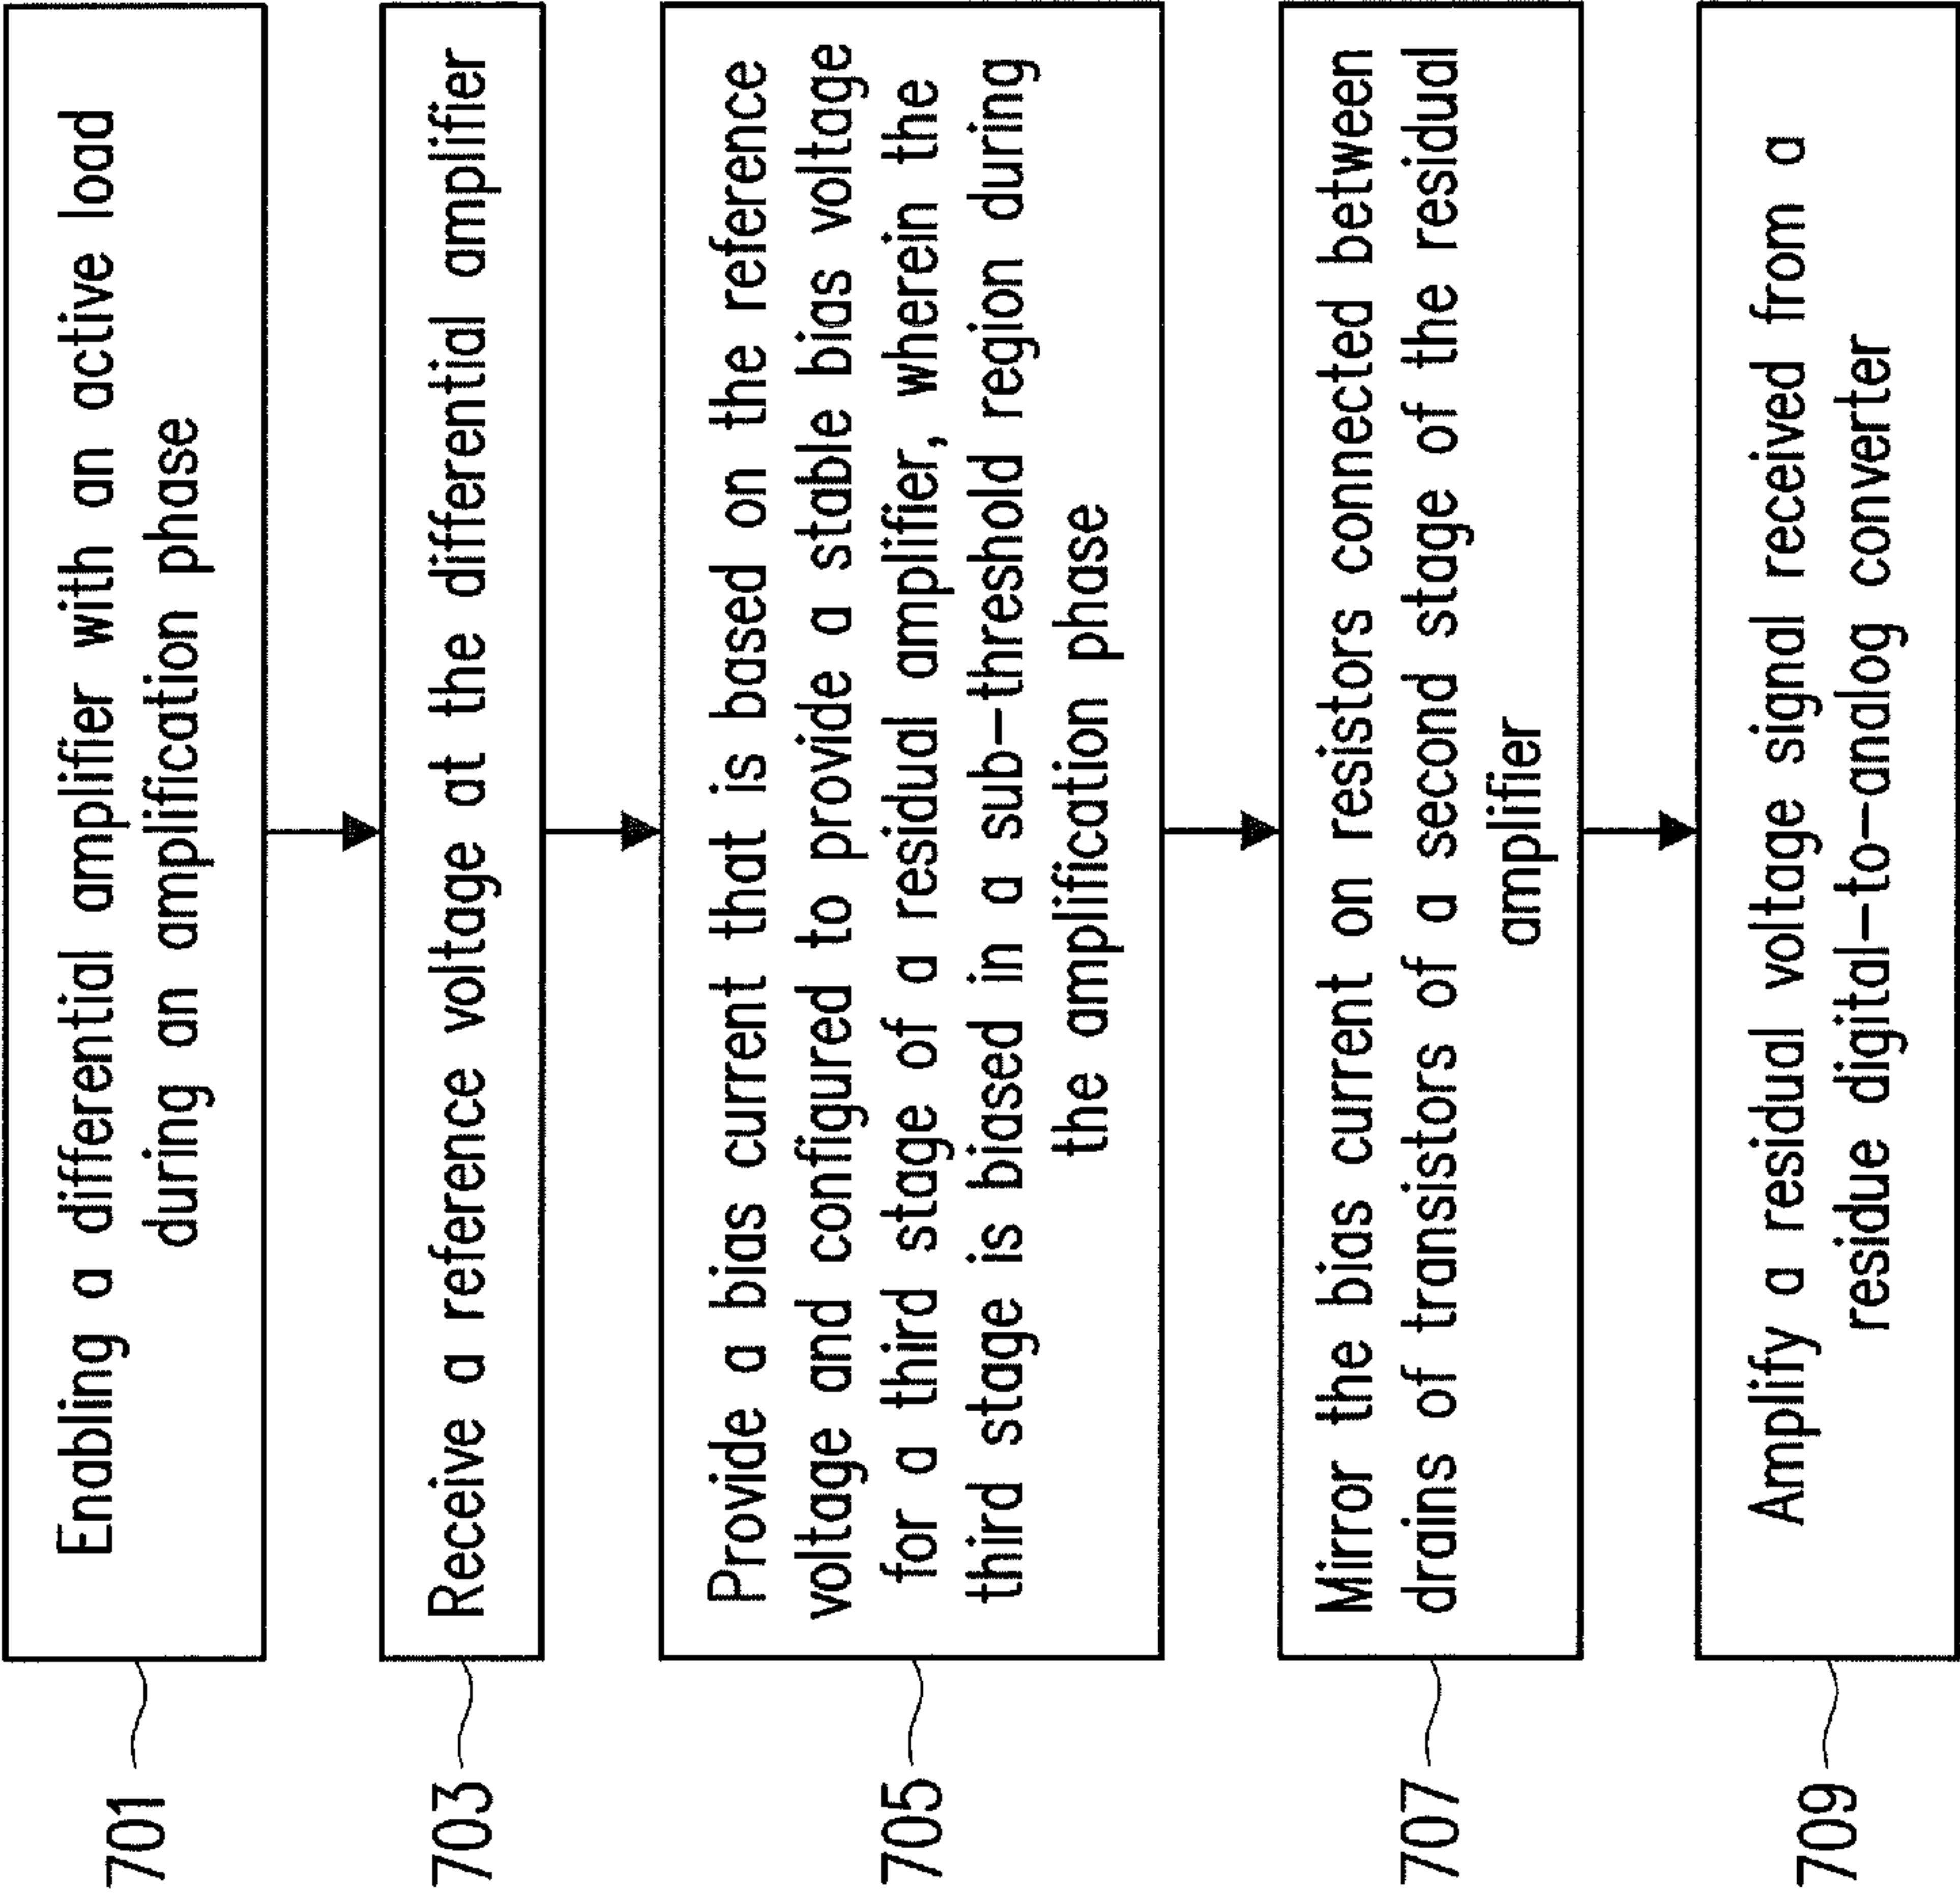 701
Enabling a differential amplifier with an active load
during an amplification phase
703
Receive a reference voltage at the differential amplifier
705
Provide a bias current that is based on the reference
voltage and configured to provide a stable bias voltage
for a third stage of a residual amplifier, wherein the
third stage is biased in a sub-threshold region during
the amplification phase
707
Mirror the bias current on resistors connected between
drains of transistors of a second stage of the residual
amplifier
709
Amplify a residual voltage signal received from a
residue digital-to-analog converter